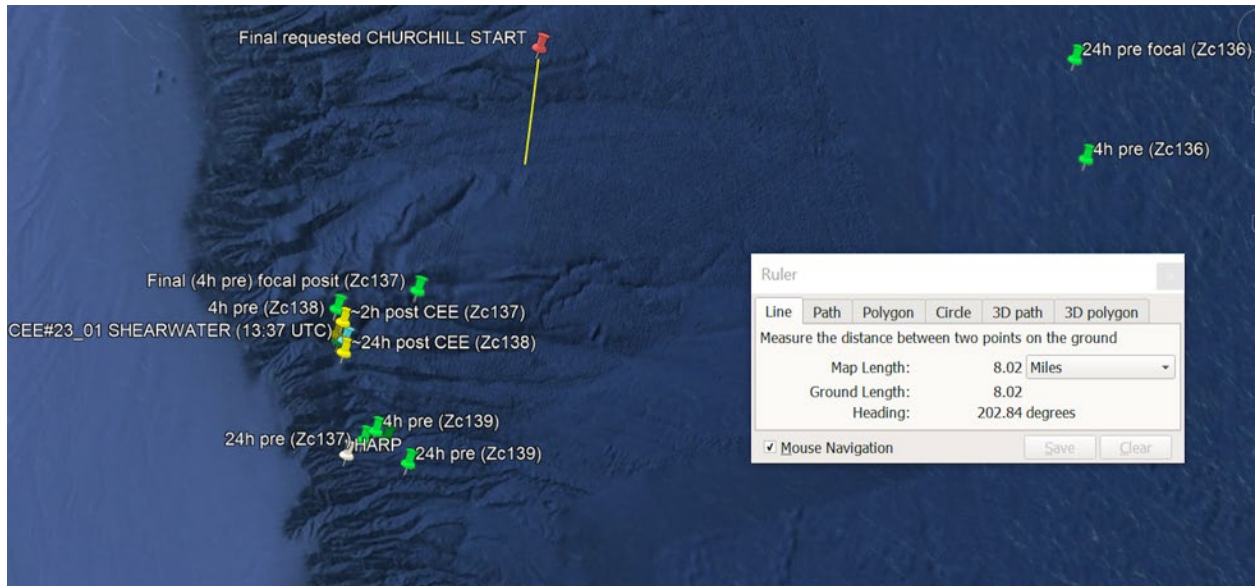 Final requested CHURCHILL START
24h pre focal (Zc136)
4h pre (Zc136)
Final (4h pre) focal posit (Zc137)
4h pre (Zc138)
~2h post CEE (Zc137)
CEE#23_01 SHEARWATER (13:37 UTC)
~24h post CEE (Zc138)
4h pre (Zc139)
24h pre (Zc137)
HARP
24h pre (Zc139)
Ruler
Line Path Polygon Circle 3D path 3D polygon
Measure the distance between two points on the ground
Map Length: 8.02 Miles
Ground Length: 8.02
Heading: 202.84 degrees
Mouse Navigation Save Clear